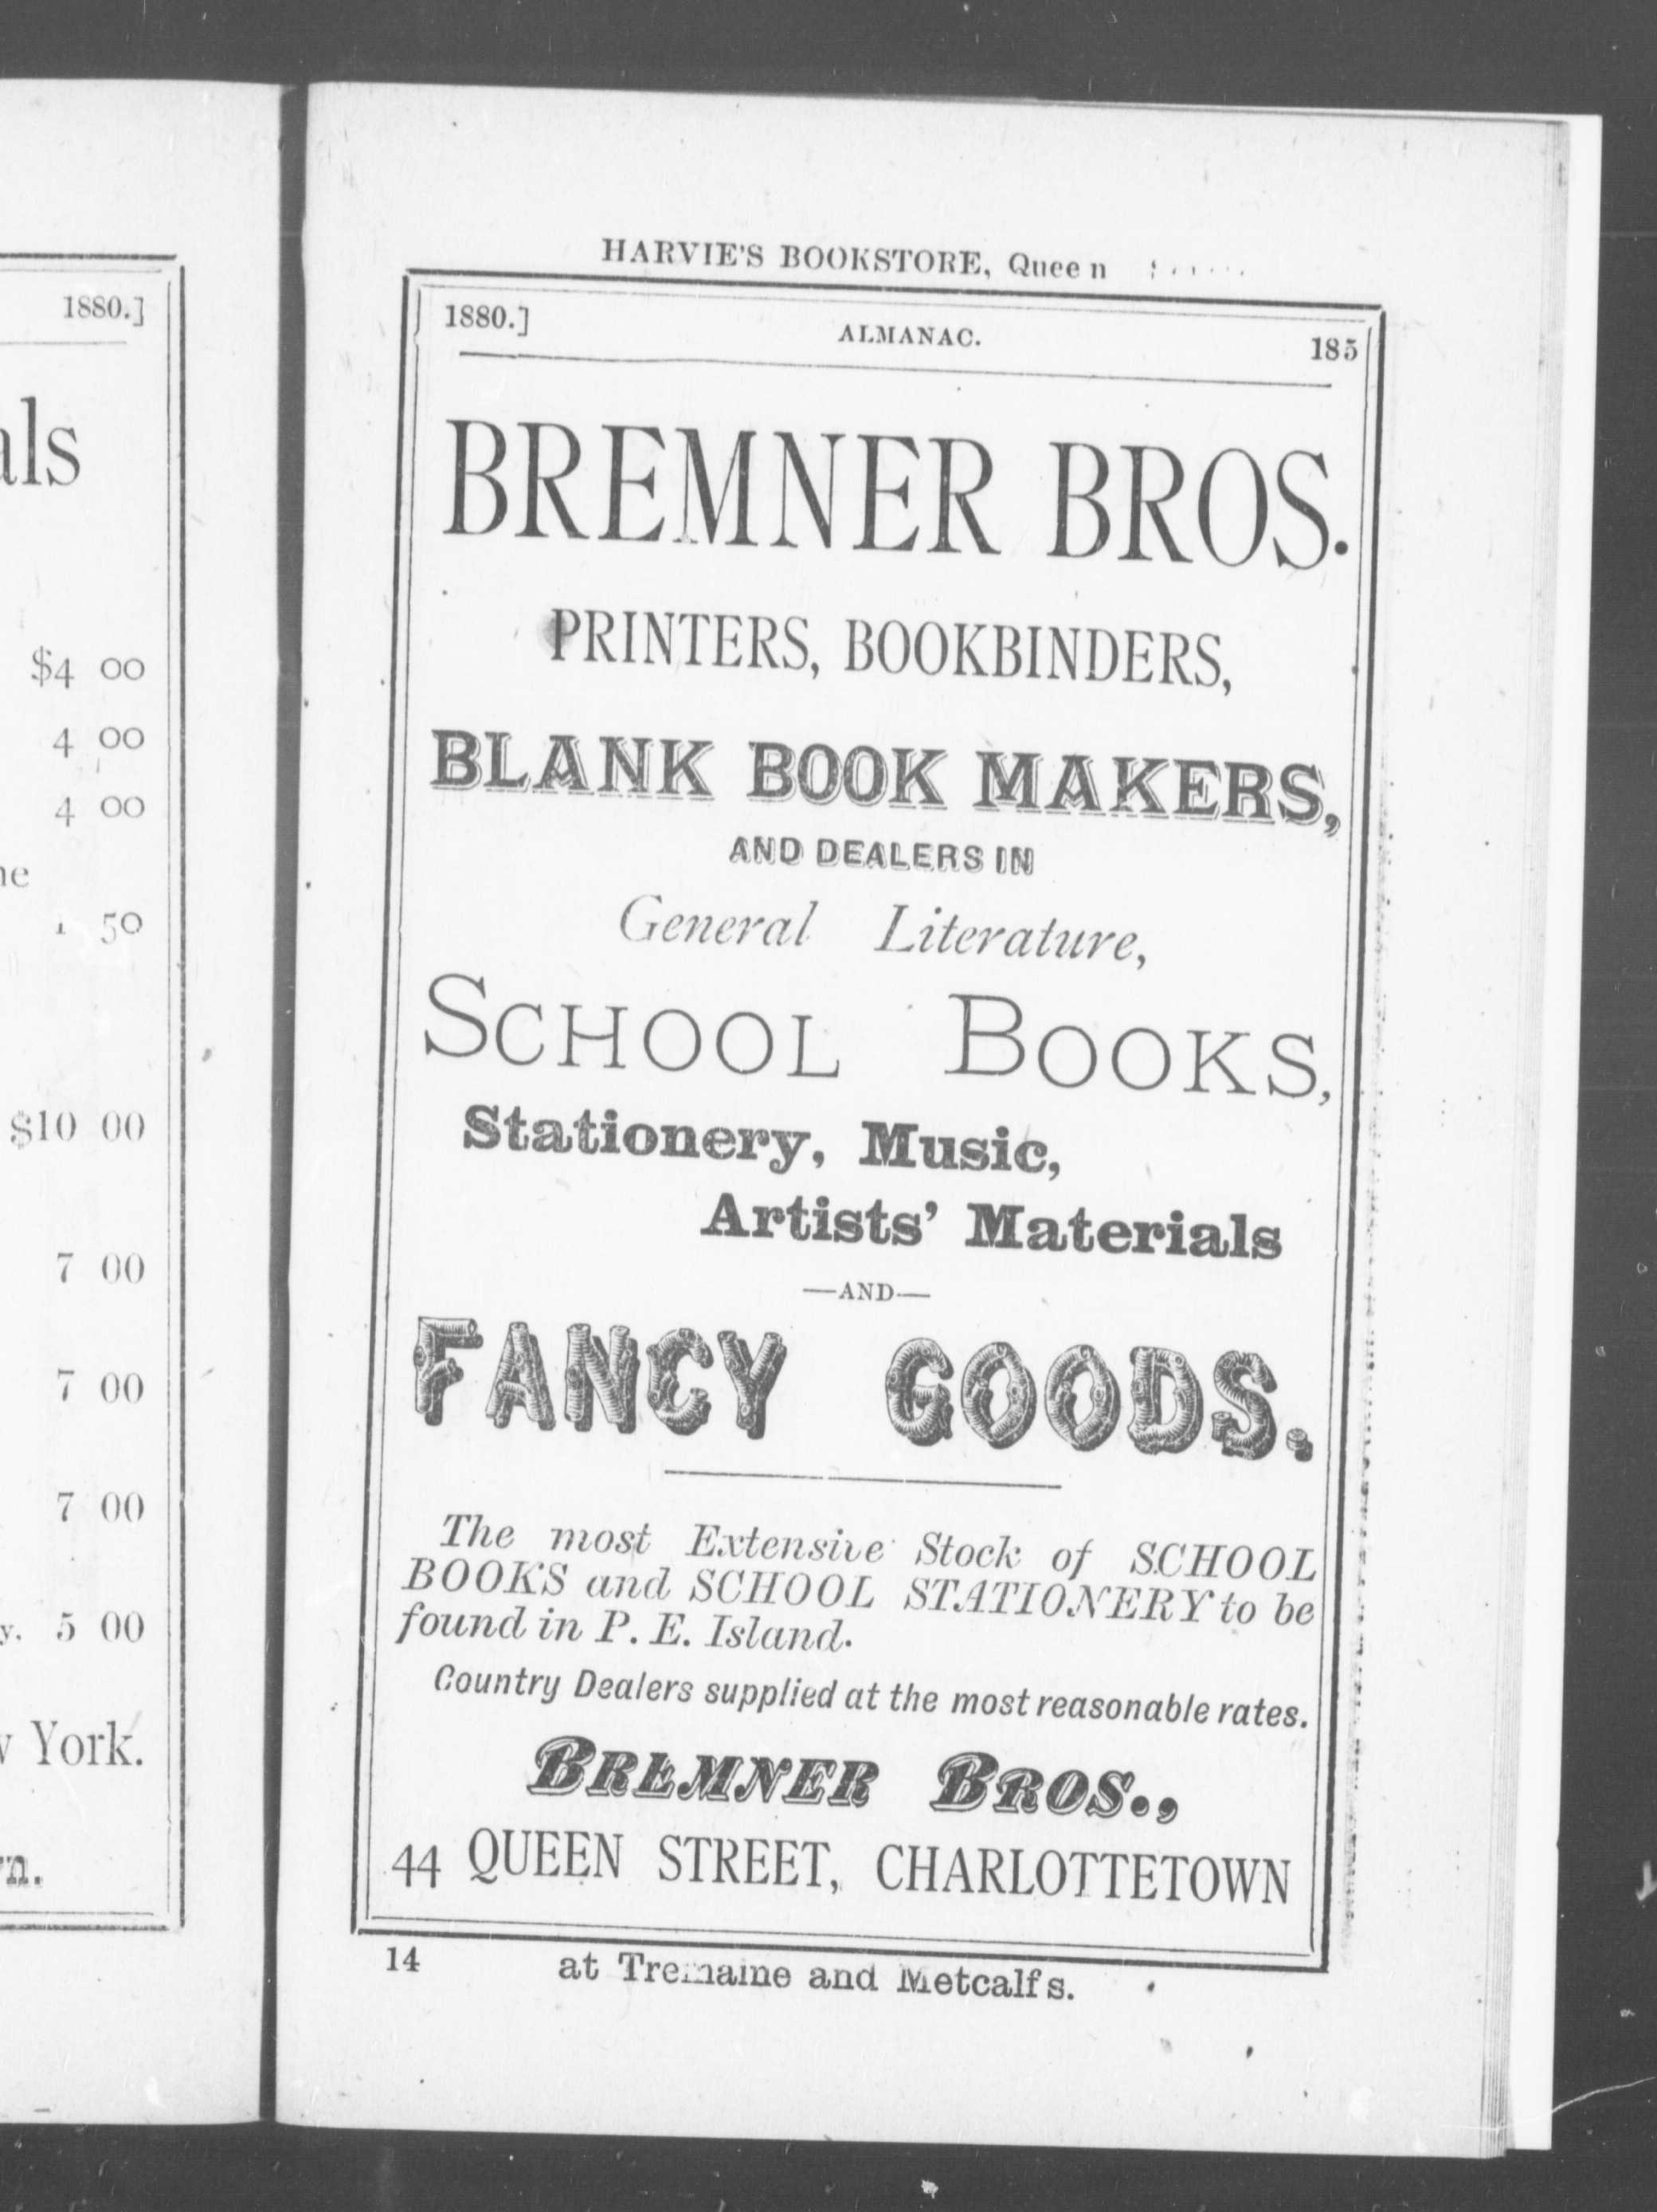 1880.]
als
$4 00
4 00
4 00
50
$10 00
7 00
7 00
7 00
y. 5 00
York.
HARVIE'S BOOKSTORE, Queen
1880.] ALMANAC. 185
BREMNER BROS.
PRINTERS, BOOKBINDERS,
BLANK BOOK MAKERS,
AND DEALERS IN
General Literature,
SCHOOL BOOKS,
Stationery, Music,
Artists' Materials
—AND—
FANCY GOODS.
The most Extensive Stock of SCHOOL
BOOKS and SCHOOL STATIONERY to be
found in P. E. Island.
Country Dealers supplied at the most reasonable rates.
BREMNER BROS.,
44 QUEEN STREET, CHARLOTTETOWN
14 at Tremaine and Metcalfs.